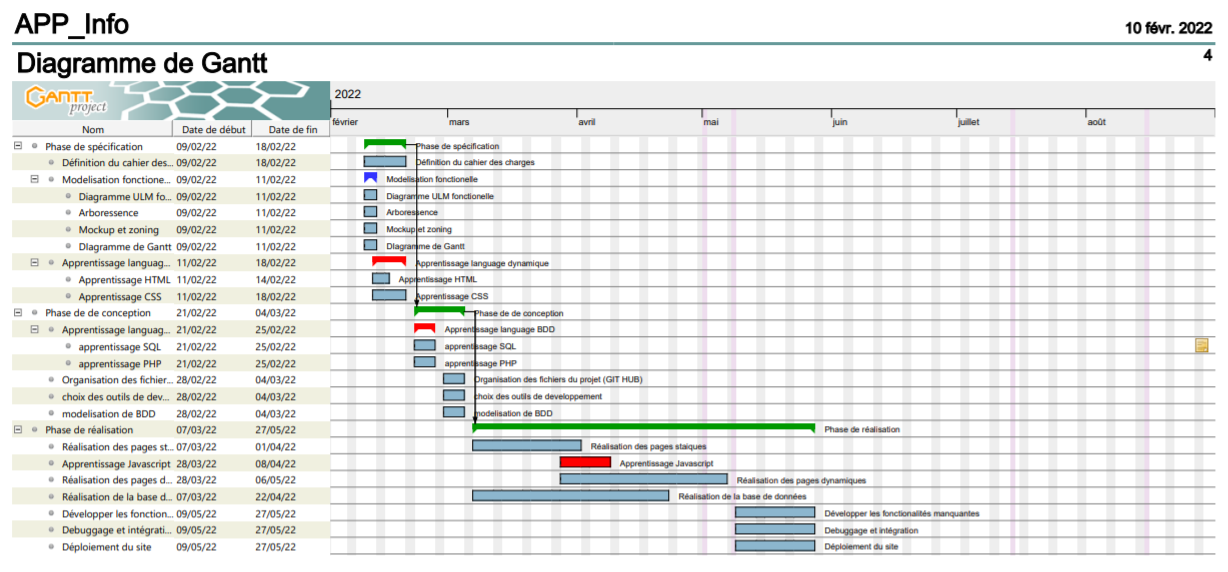 APP_Info
10 févr. 2022
Diagramme de Gantt
4
GANTT project
2022
Nom Date de début Date de fin
février mars avril mai juin juillet août
Phase de spécification 09/02/22 18/02/22 Phase de spécification
Définition du cahier des... 09/02/22 18/02/22 Définition du cahier des charges
Modelisation fonctione... 09/02/22 11/02/22 Modelisation fonctionelle
Diagramme ULM fo... 09/02/22 11/02/22 Diagramme ULM fonctionelle
Arboressence 09/02/22 11/02/22 Arboressence
Mockup et zoning 09/02/22 11/02/22 Mockup et zoning
DIagramme de Gantt 09/02/22 11/02/22 DIagramme de Gantt
Apprentissage languag... 11/02/22 18/02/22 Apprentissage language dynamique
Apprentissage HTML 11/02/22 14/02/22 Apprentissage HTML
Apprentissage CSS 11/02/22 18/02/22 Apprentissage CSS
Phase de de conception 21/02/22 04/03/22 Phase de de conception
Apprentissage languag... 21/02/22 25/02/22 Apprentissage language BDD
apprentissage SQL 21/02/22 25/02/22 apprentissage SQL
apprentissage PHP 21/02/22 25/02/22 apprentissage PHP
Organisation des fichier... 28/02/22 04/03/22 Organisation des fichiers du projet (GIT HUB)
choix des outils de dev... 28/02/22 04/03/22 choix des outils de developpement
modelisation de BDD 28/02/22 04/03/22 modelisation de BDD
Phase de réalisation 07/03/22 27/05/22 Phase de réalisation
Réalisation des pages st... 07/03/22 01/04/22 Réalisation des pages staiques
Apprentissage Javascript 28/03/22 08/04/22 Apprentissage Javascript
Réalisation des pages d... 28/03/22 06/05/22 Réalisation des pages dynamiques
Réalisation de la base d... 07/03/22 22/04/22 Réalisation de la base de données
Développer les fonction... 09/05/22 27/05/22 Développer les fonctionalités manquantes
Debuggage et intégrati... 09/05/22 27/05/22 Debuggage et intégration
Déploiement du site 09/05/22 27/05/22 Déploiement du site